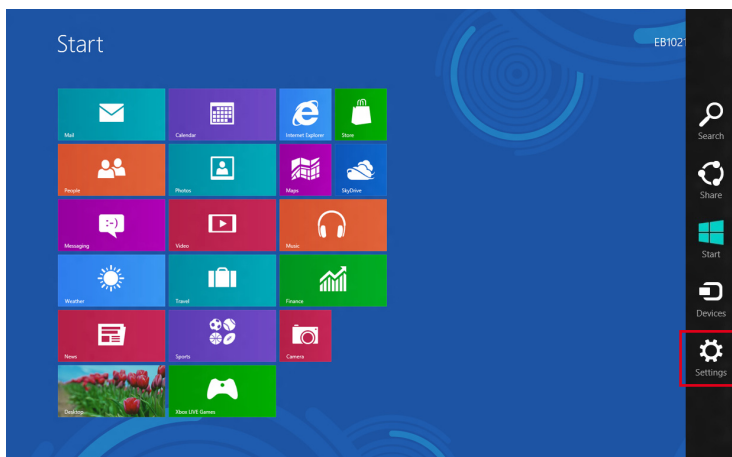 Start
EB1021
Mail
Calendar
Internet Explorer
Store
People
Photos
Maps
SkyDrive
Messaging
:-)
Video
Music
Weather
Travel
Finance
News
Sports
Camera
Desktop
Xbox LIVE Games
Search
Share
Start
Devices
Settings